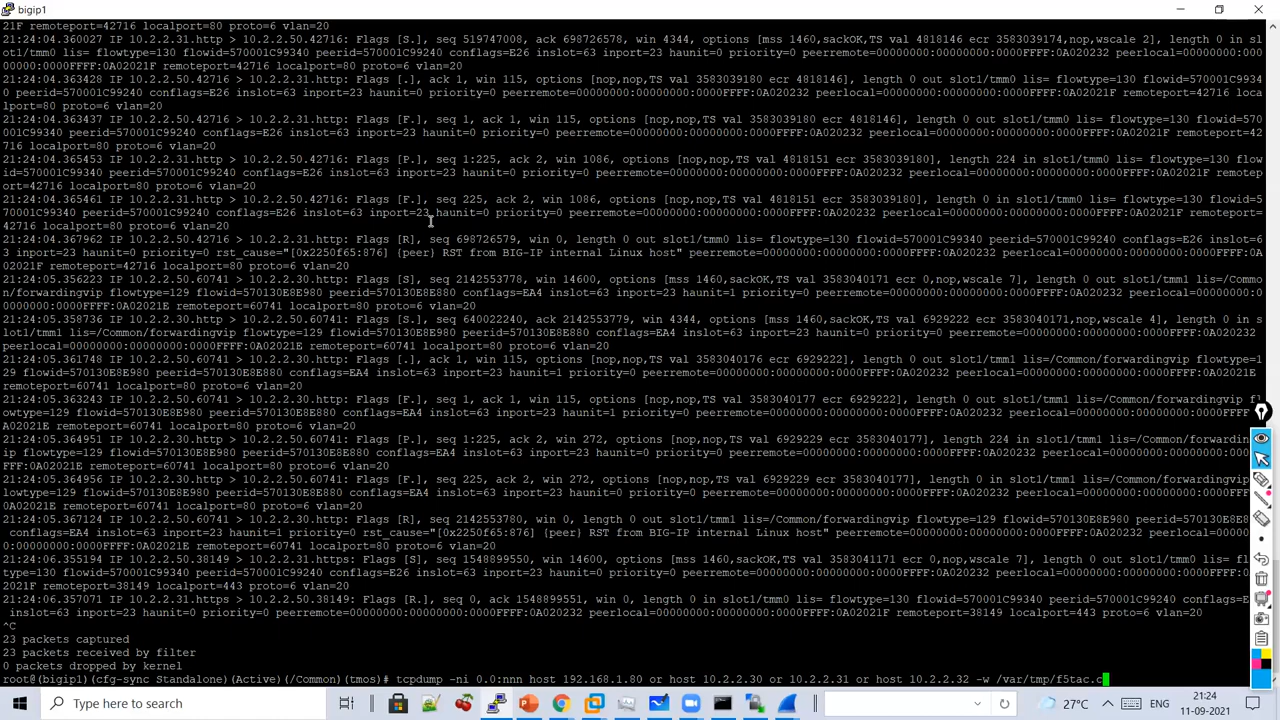 bigip1
21F remoteport=42716 localport=80 proto=6 vlan=20
21:24:04.360027 IP 10.2.2.31.http > 10.2.2.50.42716: Flags [S.], seq 519747008, ack 698726578, win 4344, options [mss 1460,sackOK,TS val 4818146 ecr 3583039174,nop,wscale 2], length 0 in sl
ot1/tmm0 lis= flowtype=130 flowid=570001C99340 peerid=570001C99240 conflags=E26 inslot=63 inport=23 haunit=0 priority=0 peerremote=00000000:00000000:0000FFFF:0A020232 peerlocal=00000000:00
000000:0000FFFF:0A02021F remoteport=42716 localport=80 proto=6 vlan=20
21:24:04.363428 IP 10.2.2.50.42716 > 10.2.2.31.http: Flags [.], ack 1, win 115, options [nop,nop,TS val 3583039180 ecr 4818146], length 0 out slot1/tmm0 lis= flowtype=130 flowid=570001C9934
0 peerid=570001C99240 conflags=E26 inslot=63 inport=23 haunit=0 priority=0 peerremote=00000000:00000000:0000FFFF:0A020232 peerlocal=00000000:00000000:0000FFFF:0A02021F remoteport=42716 loca
lport=80 proto=6 vlan=20
21:24:04.363437 IP 10.2.2.50.42716 > 10.2.2.31.http: Flags [F.], seq 1, ack 1, win 115, options [nop,nop,TS val 3583039180 ecr 4818146], length 0 out slot1/tmm0 lis= flowtype=130 flowid=570
001C99340 peerid=570001C99240 conflags=E26 inslot=63 inport=23 haunit=0 priority=0 peerremote=00000000:00000000:0000FFFF:0A020232 peerlocal=00000000:00000000:0000FFFF:0A02021F remoteport=42
716 localport=80 proto=6 vlan=20
21:24:04.365453 IP 10.2.2.31.http > 10.2.2.50.42716: Flags [P.], seq 1:225, ack 2, win 1086, options [nop,nop,TS val 4818151 ecr 3583039180], length 224 in slot1/tmm0 lis= flowtype=130 flow
id=570001C99340 peerid=570001C99240 conflags=E26 inslot=63 inport=23 haunit=0 priority=0 peerremote=00000000:00000000:0000FFFF:0A020232 peerlocal=00000000:00000000:0000FFFF:0A02021F remotep
ort=42716 localport=80 proto=6 vlan=20
21:24:04.365461 IP 10.2.2.31.http > 10.2.2.50.42716: Flags [F.], seq 225, ack 2, win 1086, options [nop,nop,TS val 4818151 ecr 3583039180], length 0 in slot1/tmm0 lis= flowtype=130 flowid=5
70001C99340 peerid=570001C99240 conflags=E26 inslot=63 inport=23 haunit=0 priority=0 peerremote=00000000:00000000:0000FFFF:0A020232 peerlocal=00000000:00000000:0000FFFF:0A02021F remoteport=
42716 localport=80 proto=6 vlan=20
21:24:04.367962 IP 10.2.2.50.42716 > 10.2.2.31.http: Flags [R], seq 698726579, win 0, length 0 out slot1/tmm0 lis= flowtype=130 flowid=570001C99340 peerid=570001C99240 conflags=E26 inslot=6
3 inport=23 haunit=0 priority=0 rst_cause="[0x2250f65:876] {peer} RST from BIG-IP internal Linux host" peerremote=00000000:00000000:0000FFFF:0A020232 peerlocal=00000000:00000000:0000FFFF:0A
02021F remoteport=42716 localport=80 proto=6 vlan=20
21:24:05.356223 IP 10.2.2.50.60741 > 10.2.2.30.http: Flags [S], seq 2142553778, win 14600, options [mss 1460,sackOK,TS val 3583040171 ecr 0,nop,wscale 7], length 0 out slot1/tmm1 lis=/Commo
n/forwardingvip flowtype=129 flowid=570130E8E980 peerid=570130E8E880 conflags=EA4 inslot=63 inport=23 haunit=1 priority=0 peerremote=00000000:00000000:0000FFFF:0A020232 peerlocal=00000000:0
0000000:0000FFFF:0A02021E remoteport=60741 localport=80 proto=6 vlan=20
21:24:05.358736 IP 10.2.2.30.http > 10.2.2.50.60741: Flags [S.], seq 640022240, ack 2142553779, win 4344, options [mss 1460,sackOK,TS val 6929222 ecr 3583040171,nop,wscale 4], length 0 in s
lot1/tmm1 lis=/Common/forwardingvip flowtype=129 flowid=570130E8E980 peerid=570130E8E880 conflags=EA4 inslot=63 inport=23 haunit=1 priority=0 peerremote=00000000:00000000:0000FFFF:0A020232
peerlocal=00000000:00000000:0000FFFF:0A02021E remoteport=60741 localport=80 proto=6 vlan=20
21:24:05.361748 IP 10.2.2.50.60741 > 10.2.2.30.http: Flags [.], ack 1, win 115, options [nop,nop,TS val 3583040176 ecr 6929222], length 0 out slot1/tmm1 lis=/Common/forwardingvip flowtype=1
29 flowid=570130E8E980 peerid=570130E8E880 conflags=EA4 inslot=63 inport=23 haunit=1 priority=0 peerremote=00000000:00000000:0000FFFF:0A020232 peerlocal=00000000:00000000:0000FFFF:0A02021E
remoteport=60741 localport=80 proto=6 vlan=20
21:24:05.363243 IP 10.2.2.50.60741 > 10.2.2.30.http: Flags [F.], seq 1, ack 1, win 115, options [nop,nop,TS val 3583040177 ecr 6929222], length 0 out slot1/tmm1 lis=/Common/forwardingvip fl
owtype=129 flowid=570130E8E980 peerid=570130E8E880 conflags=EA4 inslot=63 inport=23 haunit=1 priority=0 peerremote=00000000:00000000:0000FFFF:0A020232 peerlocal=00000000:00000000:0000FFFF:0
A02021E remoteport=60741 localport=80 proto=6 vlan=20
21:24:05.364951 IP 10.2.2.30.http > 10.2.2.50.60741: Flags [P.], seq 1:225, ack 2, win 272, options [nop,nop,TS val 6929229 ecr 3583040177], length 224 in slot1/tmm1 lis=/Common/forwardin
ip flowtype=129 flowid=570130E8E980 peerid=570130E8E880 conflags=EA4 inslot=63 inport=23 haunit=1 priority=0 peerremote=00000000:00000000:0000FFFF:0A020232 peerlocal=00000000:00000000:0000
FFF:0A02021E remoteport=60741 localport=80 proto=6 vlan=20
21:24:05.364956 IP 10.2.2.30.http > 10.2.2.50.60741: Flags [F.], seq 225, ack 2, win 272, options [nop,nop,TS val 6929229 ecr 3583040177], length 0 in slot1/tmm1 lis=/Common/forwardingvip
lowtype=129 flowid=570130E8E980 peerid=570130E8E880 conflags=EA4 inslot=63 inport=23 haunit=1 priority=0 peerremote=00000000:00000000:0000FFFF:0A020232 peerlocal=00000000:00000000:0000FFFF
0A02021E remoteport=60741 localport=80 proto=6 vlan=20
21:24:05.367124 IP 10.2.2.50.60741 > 10.2.2.30.http: Flags [R], seq 2142553780, win 0, length 0 out slot1/tmm1 lis=/Common/forwardingvip flowtype=129 flowid=570130E8E980 peerid=570130E8E88
conflags=EA4 inslot=63 inport=23 haunit=1 priority=0 rst_cause="[0x2250f65:876] {peer} RST from BIG-IP internal Linux host" peerremote=00000000:00000000:0000FFFF:0A020232 peerlocal=000000
0:00000000:0000FFFF:0A02021E remoteport=60741 localport=80 proto=6 vlan=20
21:24:06.355194 IP 10.2.2.50.38149 > 10.2.2.31.https: Flags [S], seq 1548899550, win 14600, options [mss 1460,sackOK,TS val 3583041171 ecr 0,nop,wscale 7], length 0 out slot1/tmm0 lis= fl
type=130 flowid=570001C99340 peerid=570001C99240 conflags=E26 inslot=63 inport=23 haunit=0 priority=0 peerremote=00000000:00000000:0000FFFF:0A020232 peerlocal=00000000:00000000:0000FFFF:0A
2021F remoteport=38149 localport=443 proto=6 vlan=20
21:24:06.357071 IP 10.2.2.31.https > 10.2.2.50.38149: Flags [R.], seq 0, ack 1548899551, win 0, length 0 in slot1/tmm0 lis= flowtype=130 flowid=570001C99340 peerid=570001C99240 conflags=E
inslot=63 inport=23 haunit=0 priority=0 peerremote=00000000:00000000:0000FFFF:0A020232 peerlocal=00000000:00000000:0000FFFF:0A02021F remoteport=38149 localport=443 proto=6 vlan=20
^C
23 packets captured
23 packets received by filter
0 packets dropped by kernel
root@(bigip1)(cfg-sync Standalone)(Active)(/Common)(tmos)# tcpdump -ni 0.0:nnn host 192.168.1.80 or host 10.2.2.30 or host 10.2.2.31 or host 10.2.2.32 -w /var/tmp/f5tac.c
Type here to search
27°C
ENG
21:24
11-09-2021